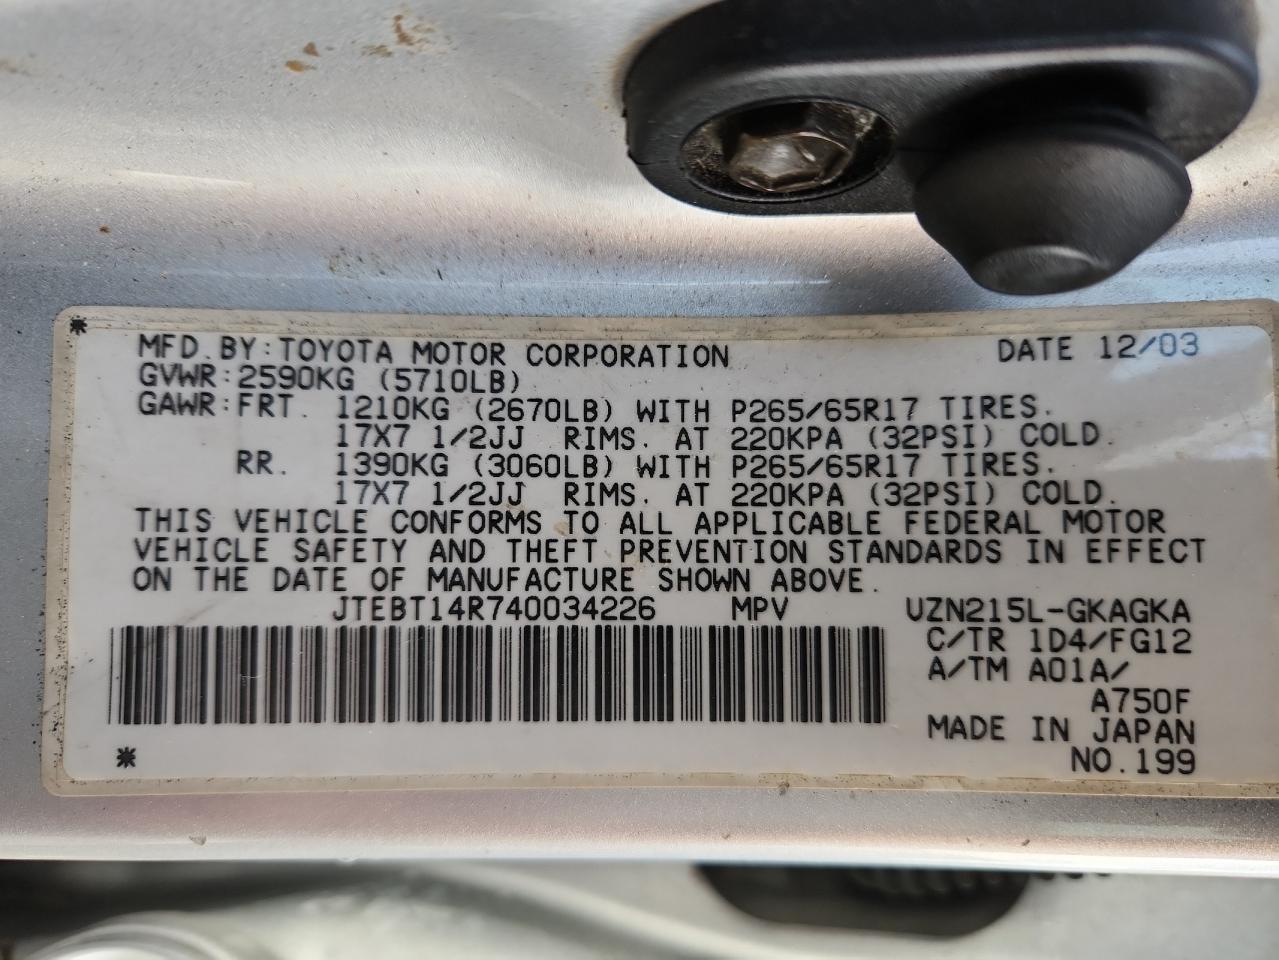 MFD. BY: TOYOTA MOTOR CORPORATION DATE 12/03
GVWR: 2590KG (5710LB)
GAWR: FRT. 1210KG (2670LB) WITH P265/65R17 TIRES.
17X7 1/2JJ RIMS. AT 220KPA (32PSI) COLD.
RR. 1390KG (3060LB) WITH P265/65R17 TIRES.
17X7 1/2JJ RIMS. AT 220KPA (32PSI) COLD.
THIS VEHICLE CONFORMS TO ALL APPLICABLE FEDERAL MOTOR
VEHICLE SAFETY AND THEFT PREVENTION STANDARDS IN EFFECT
ON THE DATE OF MANUFACTURE SHOWN ABOVE.
JTEBT14R740034226 MPV UZN215L-GKAGKA
C/TR 1D4/FG12
A/TM A01A/
A750F
MADE IN JAPAN
NO.199